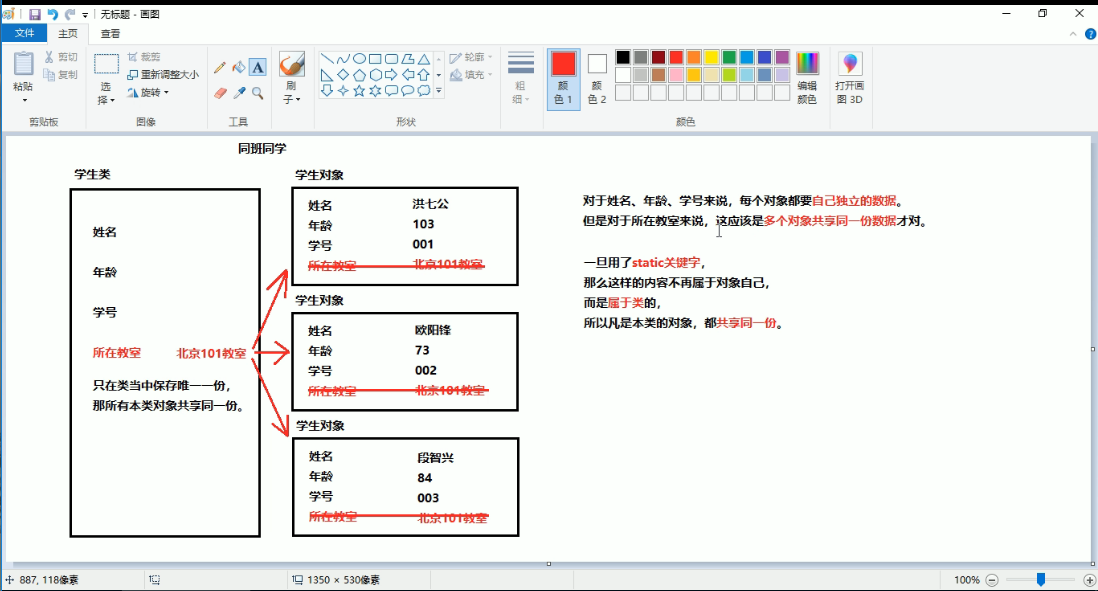 无标题 - 画图
文件
主页
查看
粘贴
剪切
复制
剪贴板
选择
裁剪
重新调整大小
旋转
图像
A
工具
刷子
形状
轮廓
填充
粗细
颜色 1
颜色 2
颜色
编辑颜色
打开画图 3D
同班同学
学生类
姓名
年龄
学号
所在教室 北京101教室
只在类当中保存唯一一份，
那所有本类对象共享同一份。
学生对象
姓名 洪七公
年龄 103
学号 001
所在教室 北京101教室
学生对象
姓名 欧阳锋
年龄 73
学号 002
所在教室 北京101教室
学生对象
姓名 段智兴
年龄 84
学号 003
所在教室 北京101教室
对于姓名、年龄、学号来说，每个对象都要自己独立的数据。
但是对于所在教室来说，这应该是多个对象共享同一份数据才对。
一旦用了static关键字，
那么这样的内容不再属于对象自己，
而是属于类的，
所以凡是本类的对象，都共享同一份。
887, 118像素
1350 × 530像素
100%